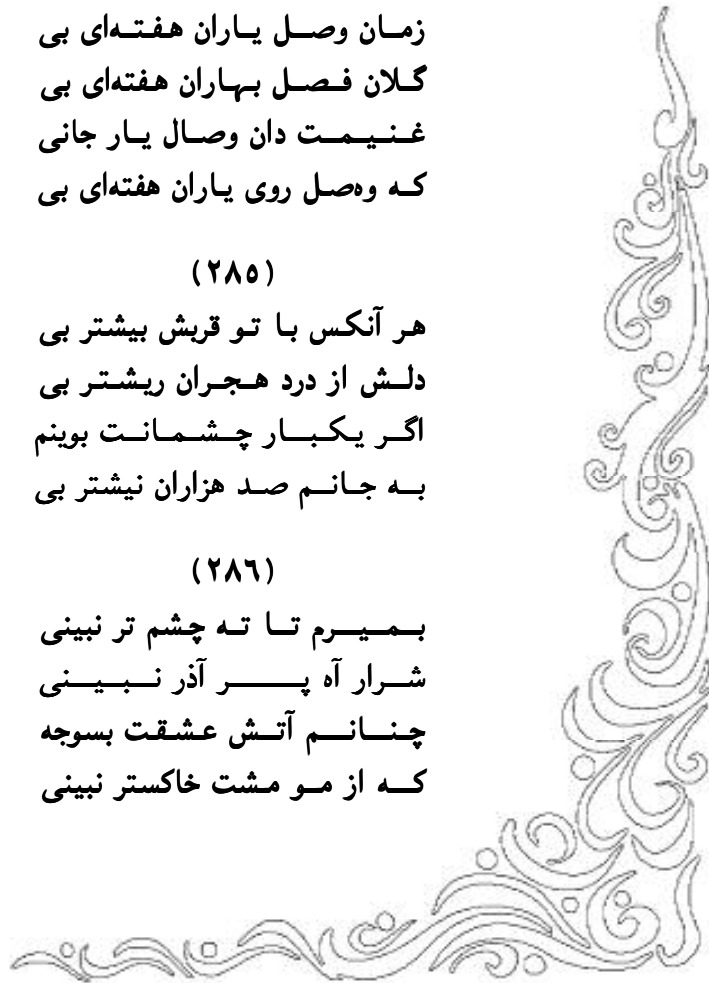 زمان وصل یاران هفته‌ای بی
گلان فصل بهاران هفته‌ای بی
غنیمت دان وصال یار جانی
که وه‌صل روی یاران هفته‌ای بی
(٢٨٥)
هر آنکس با تو قربش بیشتر بی
دلش از درد هجران ریشتر بی
اگر یکبار چشمانت بوینم
به جانم صد هزاران نیشتر بی
(٢٨٦)
بمیرم تا ته چشم تر نبینی
شرار آه پر آذر نبینی
چنانم آتش عشقت بسوجه
که از مو مشت خاکستر نبینی